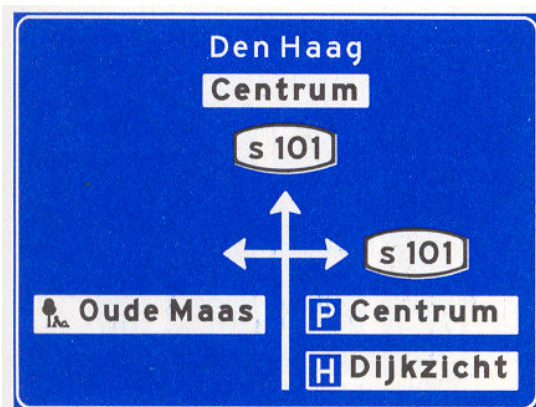 Den Haag
Centrum
s 101
s 101
Oude Maas
P Centrum
H Dijkzicht